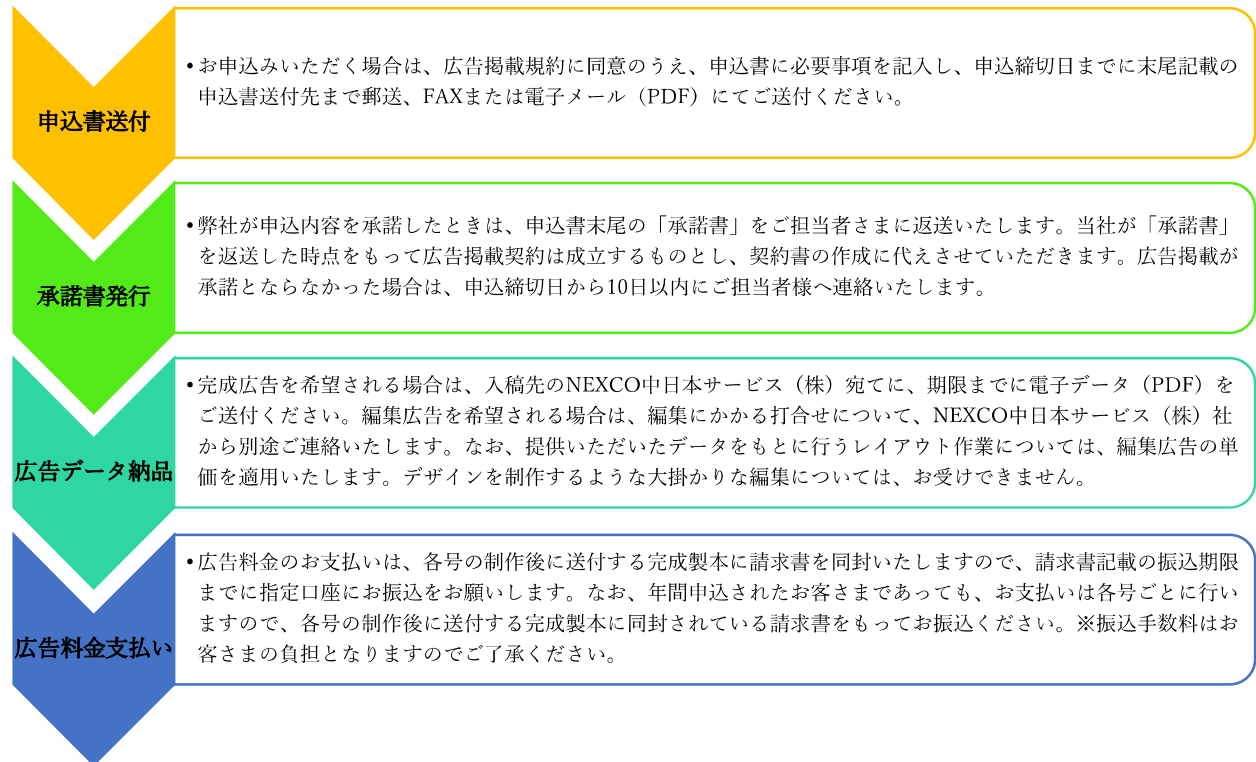 申込書送付
•お申込みいただく場合は、広告掲載規約に同意のうえ、申込書に必要事項を記入し、申込締切日までに末尾記載の
申込書送付先まで郵送、FAXまたは電子メール（PDF）にてご送付ください。
承諾書発行
•弊社が申込内容を承諾したときは、申込書末尾の「承諾書」をご担当者さまに返送いたします。当社が「承諾書」
を返送した時点をもって広告掲載契約は成立するものとし、契約書の作成に代えさせていただきます。広告掲載が
承諾とならなかった場合は、申込締切日から10日以内にご担当者様へ連絡いたします。
広告データ納品
•完成広告を希望される場合は、入稿先のNEXCO中日本サービス（株）宛てに、期限までに電子データ（PDF）を
ご送付ください。編集広告を希望される場合は、編集にかかる打合せについて、NEXCO中日本サービス（株）社
から別途ご連絡いたします。なお、提供いただいたデータをもとに行うレイアウト作業については、編集広告の単
価を適用いたします。デザインを制作するような大掛かりな編集については、お受けできません。
広告料金支払い
•広告料金のお支払いは、各号の制作後に送付する完成製本に請求書を同封いたしますので、請求書記載の振込期限
までに指定口座にお振込をお願いします。なお、年間申込されたお客さまであっても、お支払いは各号ごとに行い
ますので、各号の制作後に送付する完成製本に同封されている請求書をもってお振込ください。※振込手数料はお
客さまの負担となりますのでご了承ください。